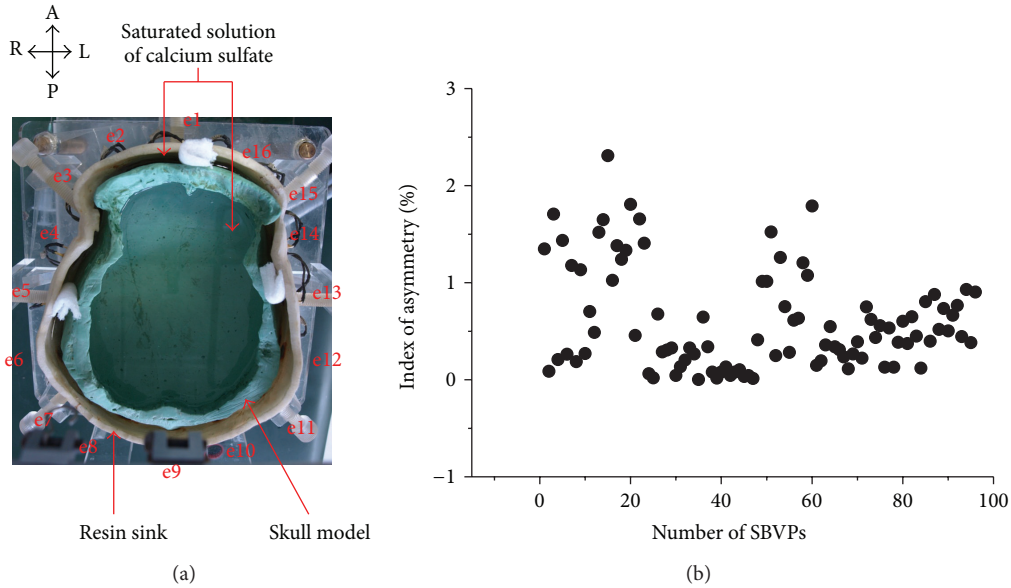 A
R
L
P
Saturated solution
of calcium sulfate
e1
e2
e16
e3
e15
e4
e14
e5
e13
e6
e12
e7
e11
e8
e10
e9
Resin sink
Skull model
(a)
3
2
1
0
−1
Index of asymmetry (%)
0
20
40
60
80
100
Number of SBVPs
(b)